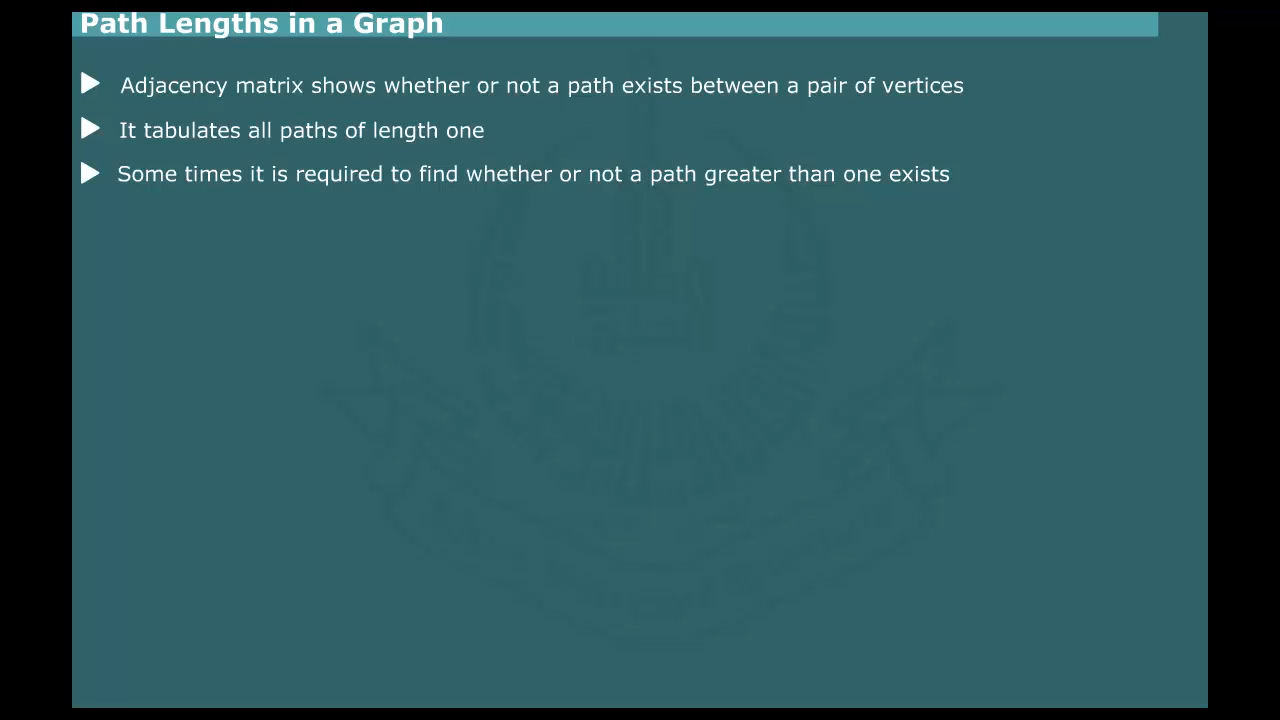 Path Lengths in a Graph
Adjacency matrix shows whether or not a path exists between a pair of vertices
It tabulates all paths of length one
Some times it is required to find whether or not a path greater than one exists